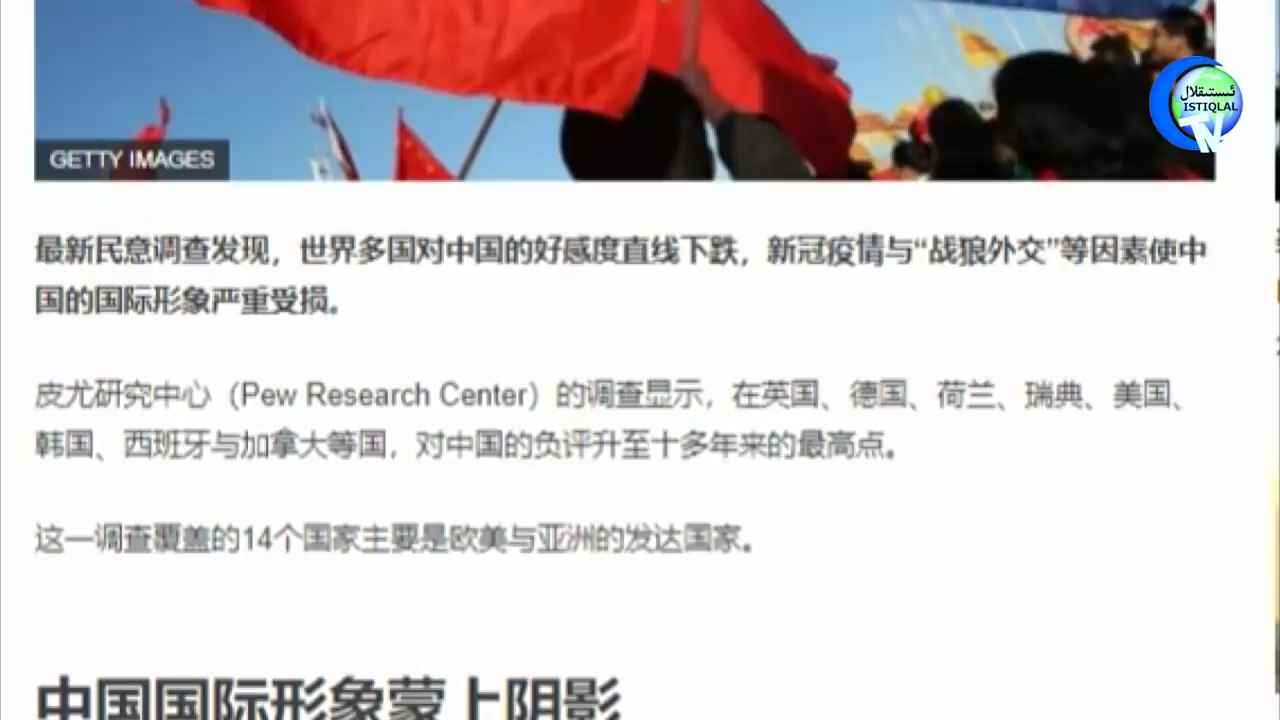 ئىستىقلال
ISTIQLAL
TV
GETTY IMAGES
最新民意调查发现，世界多国对中国的好感度直线下跌，新冠疫情与“战狼外交”等因素使中
国的国际形象严重受损。
皮尤研究中心（Pew Research Center）的调查显示，在英国、德国、荷兰、瑞典、美国、
韩国、西班牙与加拿大等国，对中国的负评升至十多年来的最高点。
这一调查覆盖的14个国家主要是欧美与亚洲的发达国家。
中国国际形象蒙上阴影